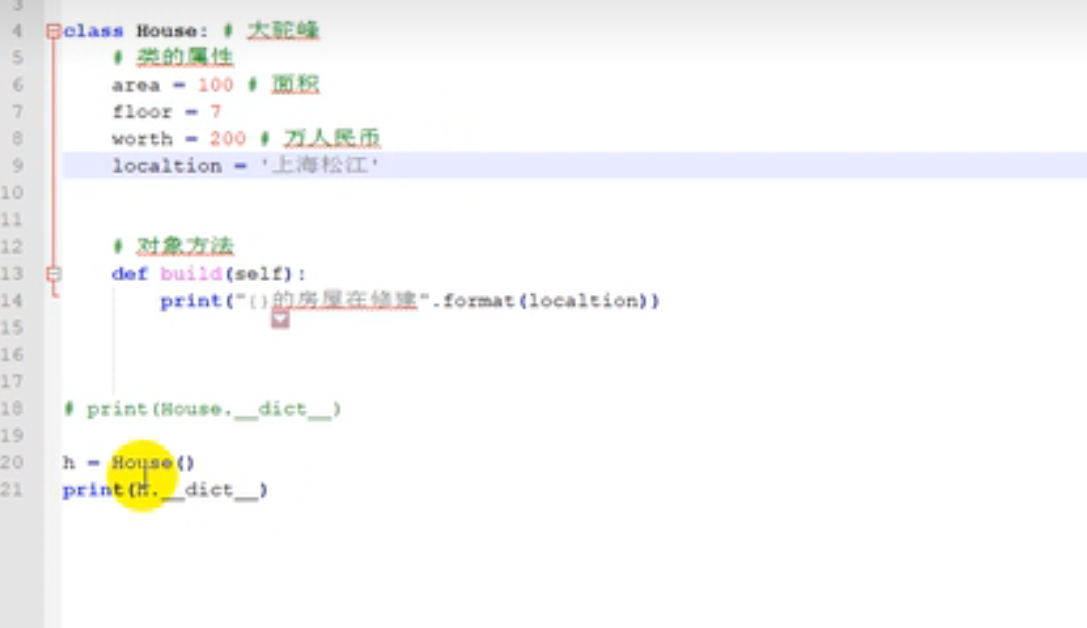 3
4 class House: # 大驼峰
5 # 类的属性
6 area = 100 # 面积
7 floor = 7
8 worth = 200 # 万人民币
9 localtion = '上海松江'
10
11
12 # 对象方法
13 def build(self):
14 print("{}的房屋在修建".format(localtion))
15
16
17
18 # print(House.__dict__)
19
20 h = House()
21 print(h.__dict__)